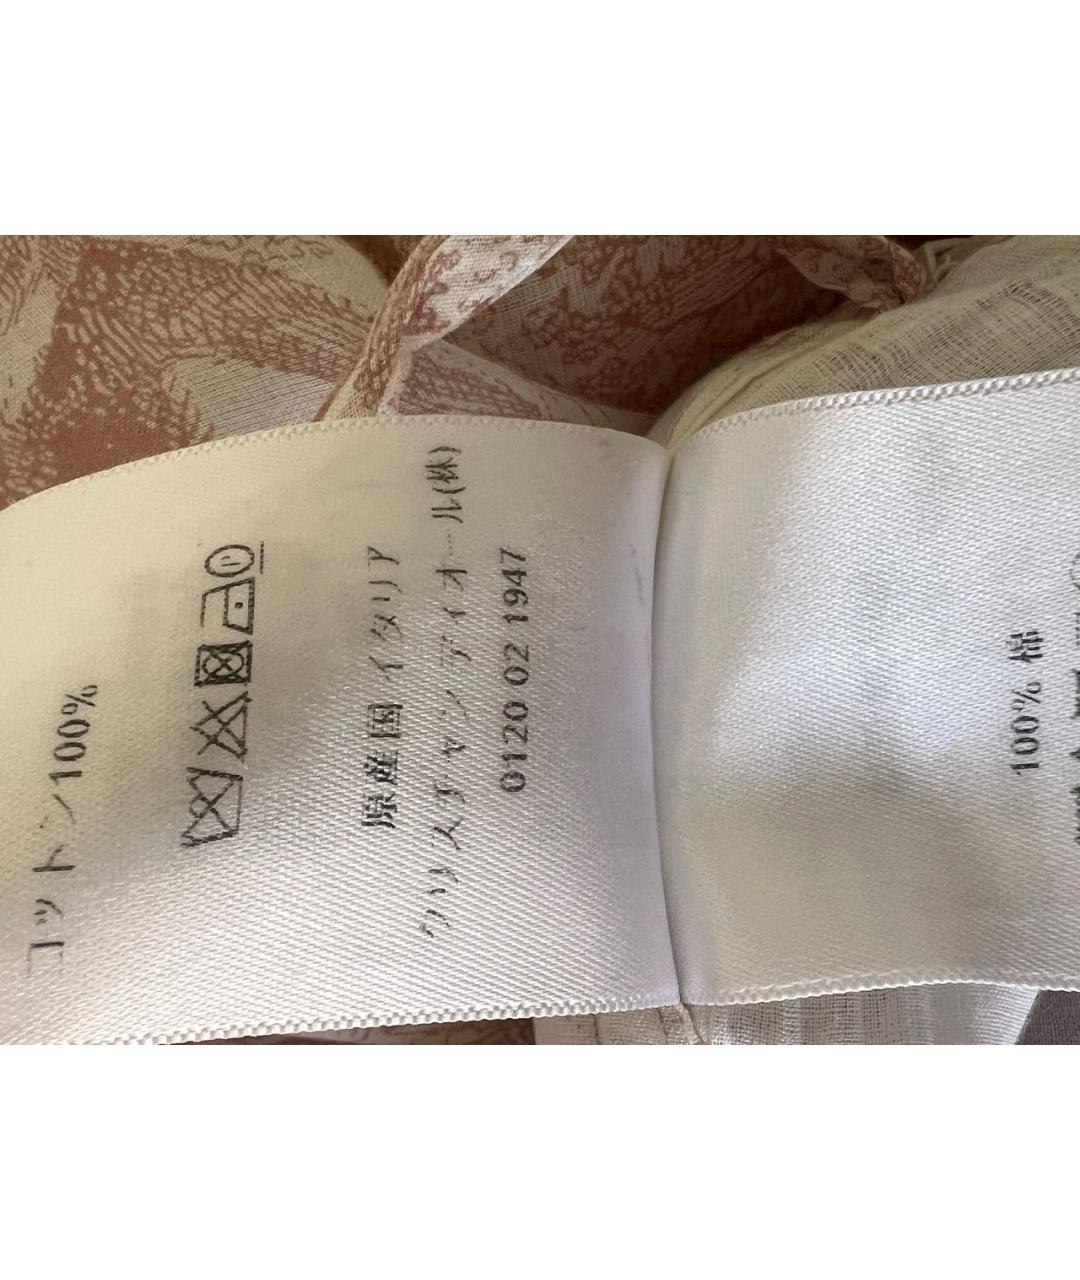 コットン100%
原産国 イタリア
クリスチャン ディオール(株)
0120 02 1947
100% 棉